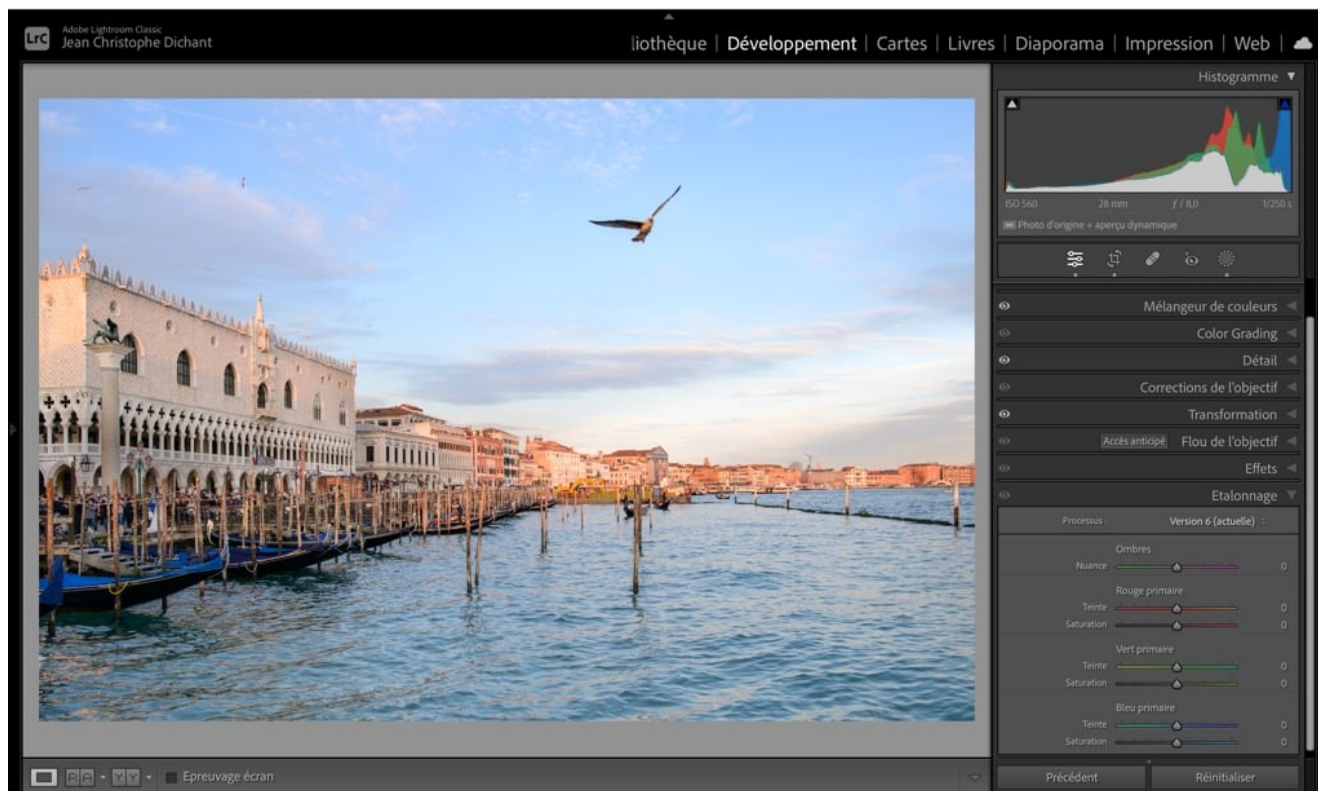 LrC
Adobe Lightroom Classic
Jean Christophe Dichant
liothèque | Développement | Cartes | Livres | Diaporama | Impression | Web |
Histogramme
ISO 560 28 mm ƒ / 8,0 1/250 s
Photo d'origine + aperçu dynamique
Mélangeur de couleurs
Color Grading
Détail
Corrections de l'objectif
Transformation
Accès anticipé Flou de l'objectif
Effets
Etalonnage
Processus : Version 6 (actuelle)
Ombres
Nuance 0
Rouge primaire
Teinte 0
Saturation 0
Vert primaire
Teinte 0
Saturation 0
Bleu primaire
Teinte 0
Saturation 0
R R Y Y Epreuvage écran
Précédent Réinitialiser